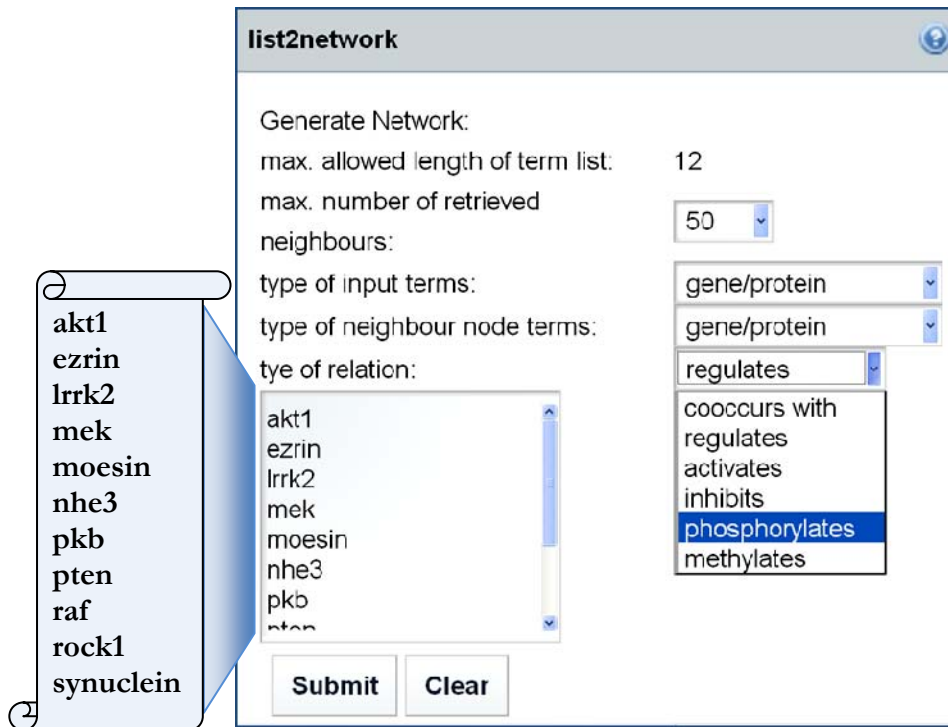 list2network
Generate Network:
max. allowed length of term list: 12
max. number of retrieved
neighbours: 50
type of input terms: gene/protein
type of neighbour node terms: gene/protein
tye of relation: regulates
cooccurs with
regulates
activates
inhibits
phosphorylates
methylates
akt1
ezrin
lrrk2
mek
moesin
nhe3
pkb
pten
Submit Clear
akt1
ezrin
lrrk2
mek
moesin
nhe3
pkb
pten
raf
rock1
synuclein